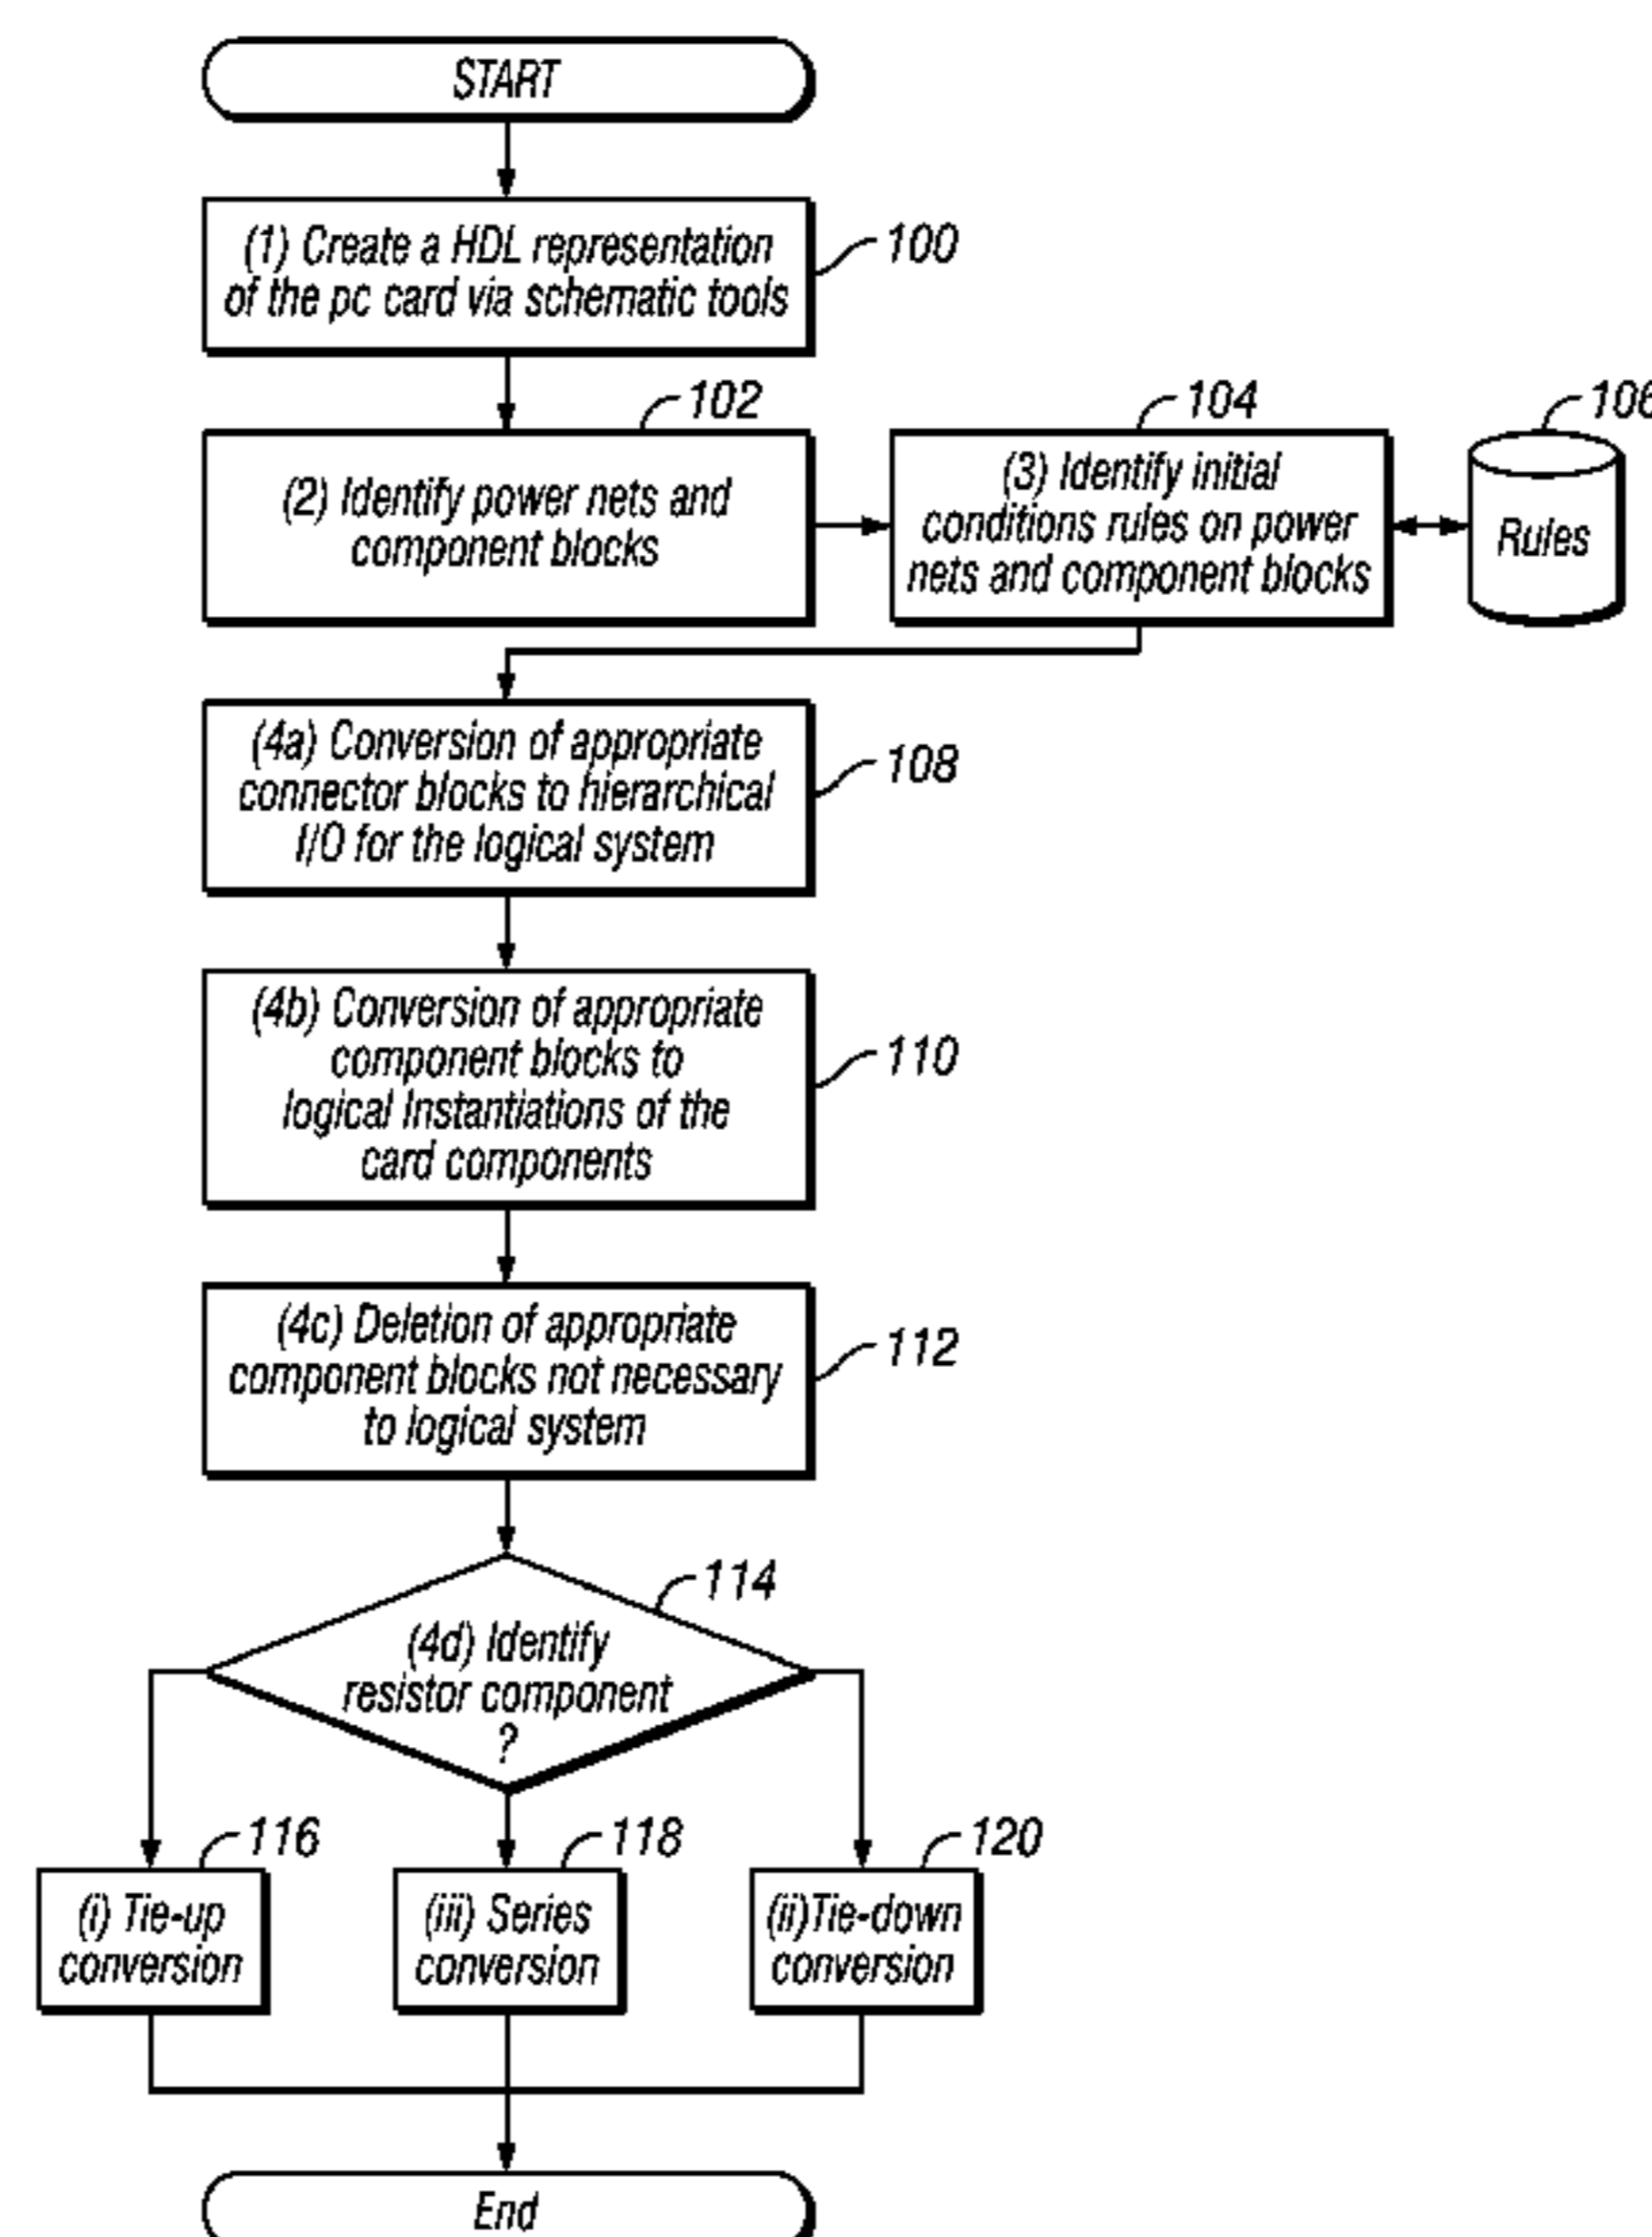 START
(1) Create a HDL representation
of the pc card via schematic tools
100
102
(2) Identify power nets and
component blocks
104
(3) Identify initial
conditions rules on power
nets and component blocks
106
Rules
(4a) Conversion of appropriate
connector blocks to hierarchical
I/O for the logical system
108
(4b) Conversion of appropriate
component blocks to
logical Instantiations of the
card components
110
(4c) Deletion of appropriate
component blocks not necessary
to logical system
112
114
(4d) Identify
resistor component
?
116
(i) Tie-up
conversion
118
(iii) Series
conversion
120
(ii)Tie-down
conversion
End